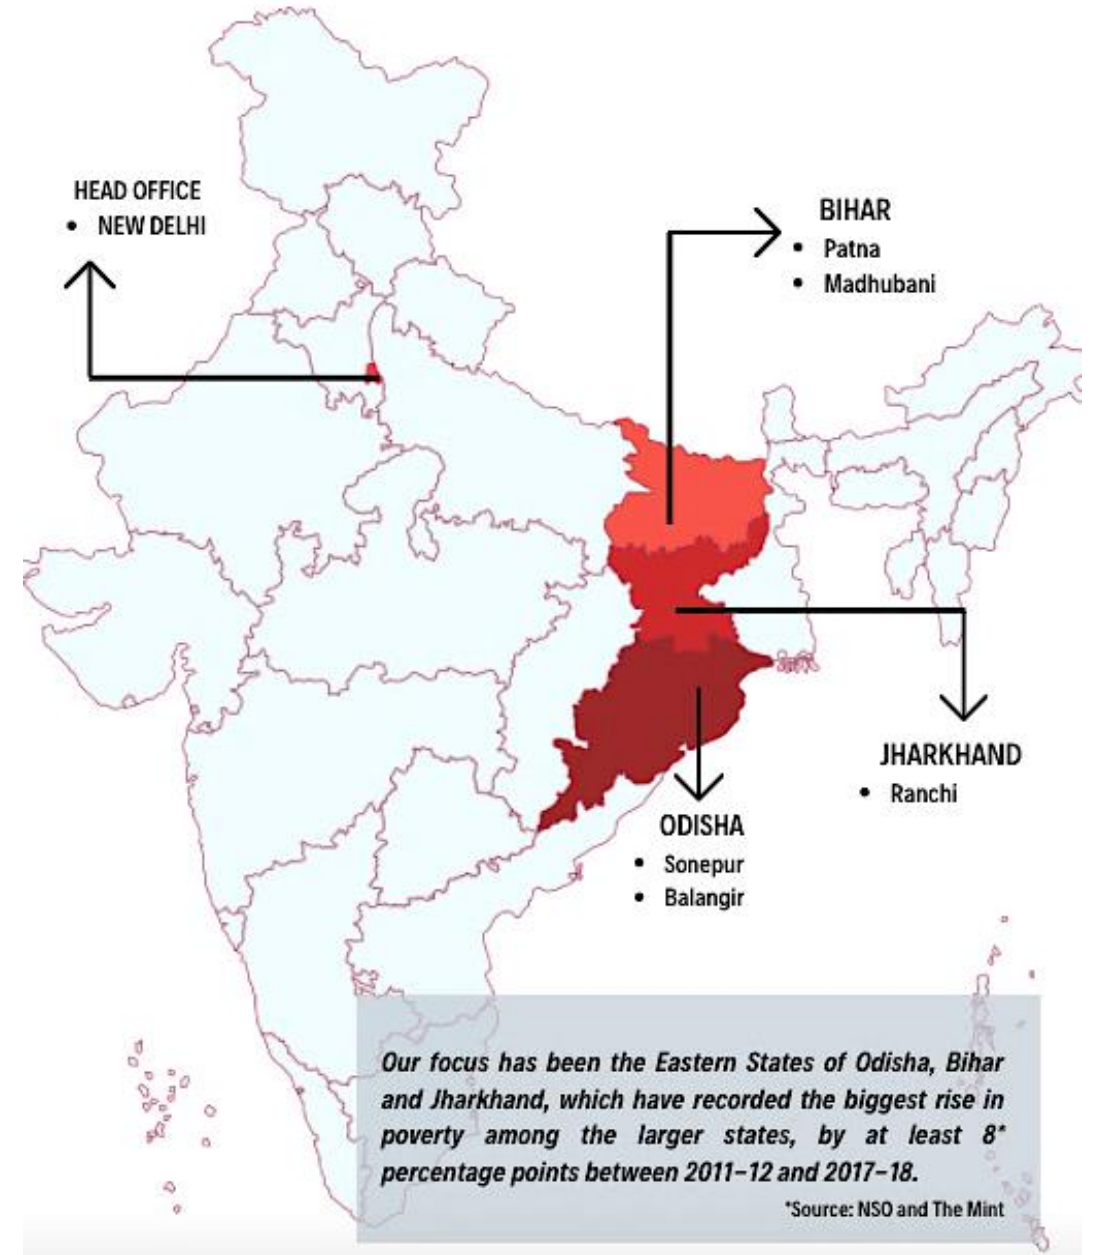 HEAD OFFICE
• NEW DELHI
BIHAR
• Patna
• Madhubani
JHARKHAND
• Ranchi
ODISHA
• Sonepur
• Balangir
Our focus has been the Eastern States of Odisha, Bihar
and Jharkhand, which have recorded the biggest rise in
poverty among the larger states, by at least 8*
percentage points between 2011-12 and 2017-18.
*Source: NSO and The Mint